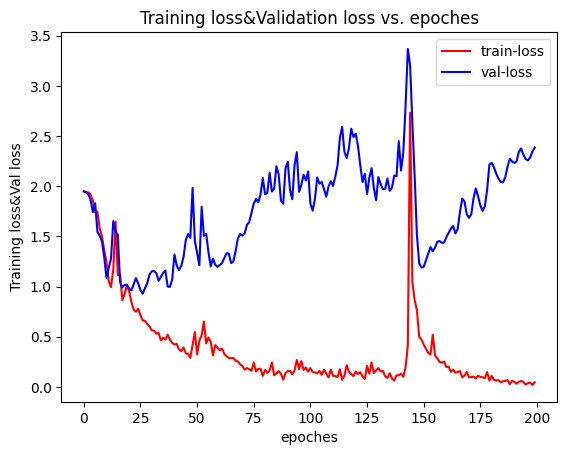 Training loss&Validation loss vs. epoches
train-loss
val-loss
Training loss&Val loss
3.5
3.0
2.5
2.0
1.5
1.0
0.5
0.0
0 25 50 75 100 125 150 175 200
epoches